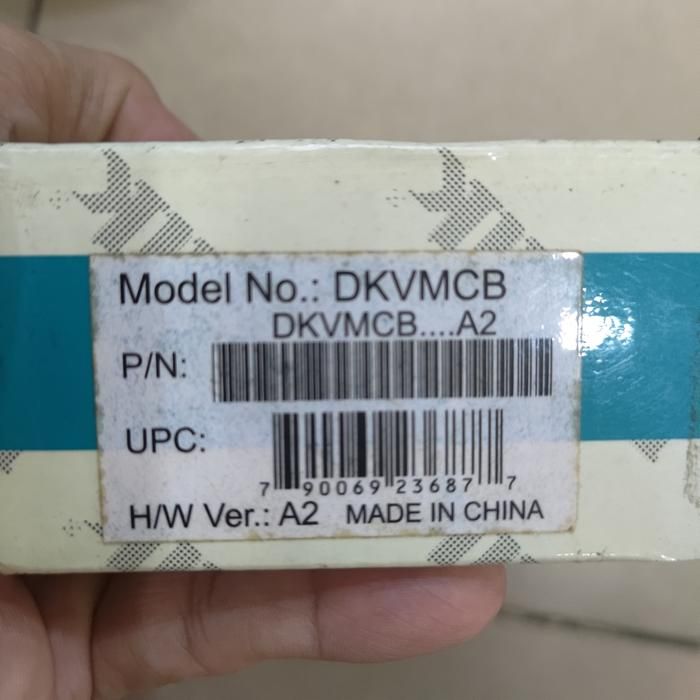 Model No.: DKVMCB
DKVMCB....A2
P/N:
UPC:
7 90069 23687 7
H/W Ver.: A2 MADE IN CHINA